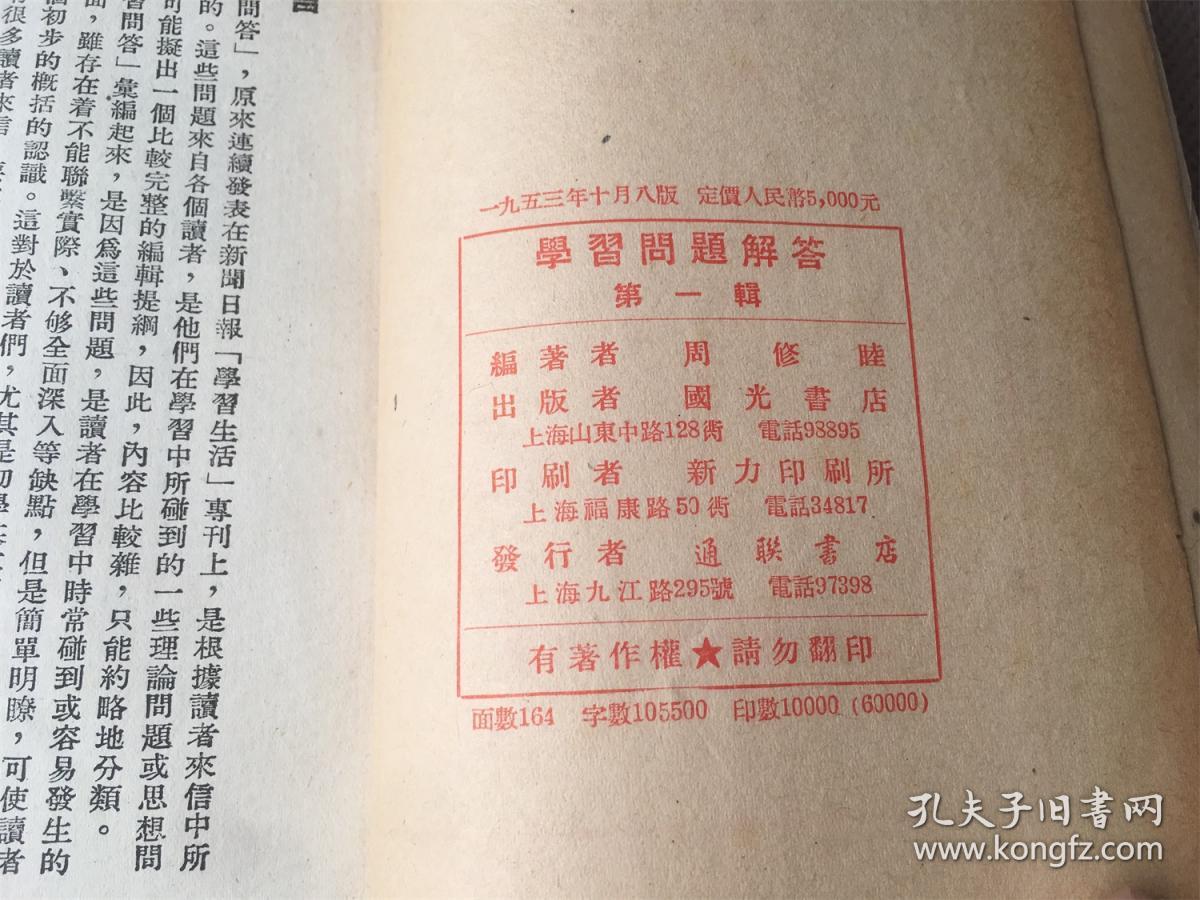 言
問答」，原來連續發表在新聞日報「學習生活」專刊上，是根據讀者來信中所
的。這些問題來自各個讀者，是他們在學習中所碰到的一些理論問題或思想問
可能擬出一個比較完整的編輯提綱，因此，內容比較雜，只能約略地分類。
習問答」彙編起來，是因爲這些問題，是讀者在學習中時常碰到或容易發生的
面，雖存在着不能聯繫實際、不够全面深入等缺點，但是簡單明瞭，可使讀者
個初步的概括的認識。這對於讀者們，尤其是初學
很多讀者來信
一九五三年十月八版 定價人民幣5,000元
學習問題解答
第一輯
編著者 周修睦
出版者 國光書店
上海山東中路128衖 電話98895
印刷者 新力印刷所
上海福康路50衖 電話34817
發行者 通聯書店
上海九江路295號 電話97398
有著作權★請勿翻印
面數164 字數105500 印數10000 (60000)
孔夫子旧书网
www.kongfz.com